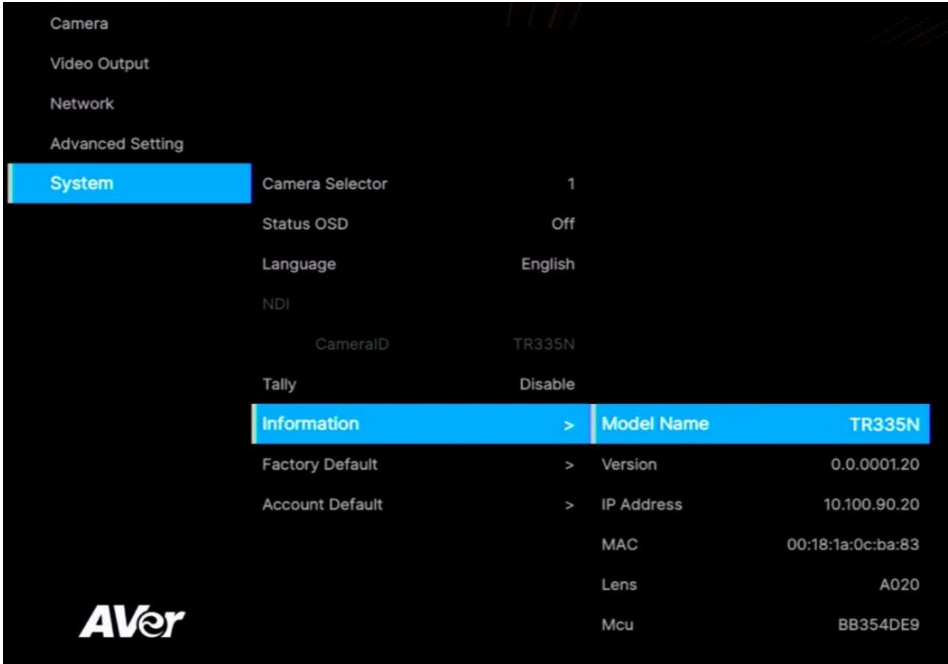 Camera
Video Output
Network
Advanced Setting
System
Camera Selector 1
Status OSD Off
Language English
NDI
CameraID TR335N
Tally Disable
Information >
Factory Default >
Account Default >
Model Name TR335N
Version 0.0.0001.20
IP Address 10.100.90.20
MAC 00:18:1a:0c:ba:83
Lens A020
Mcu BB354DE9
AVer